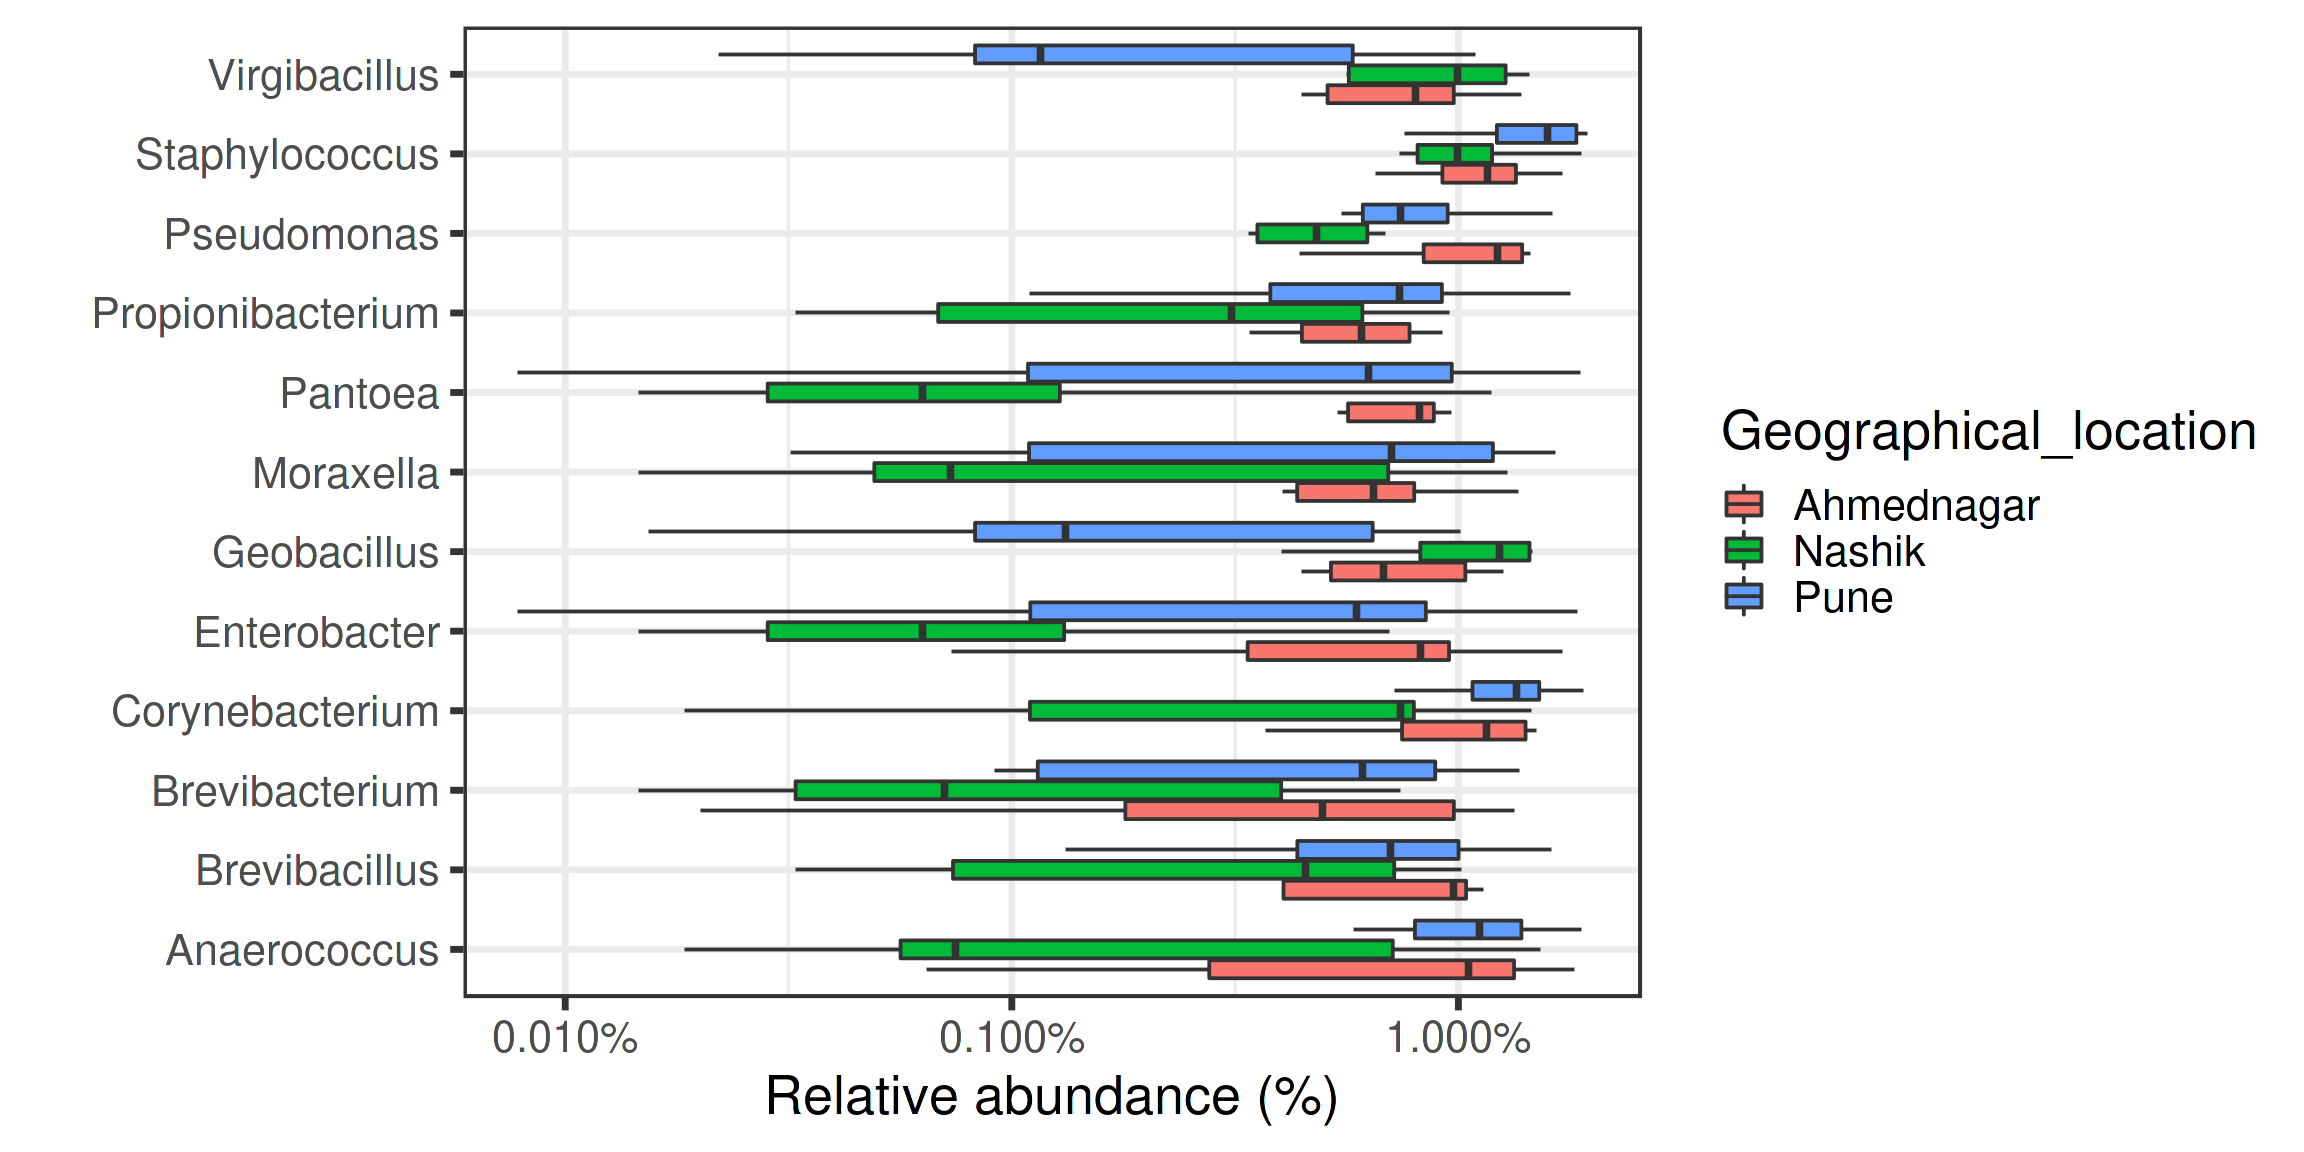 Virgibacillus
Staphylococcus
Pseudomonas
Propionibacterium
Pantoea
Moraxella
Geobacillus
Enterobacter
Corynebacterium
Brevibacterium
Brevibacillus
Anaerococcus
0.010% 0.100% 1.000%
Relative abundance (%)
Geographical_location
Ahmednagar
Nashik
Pune